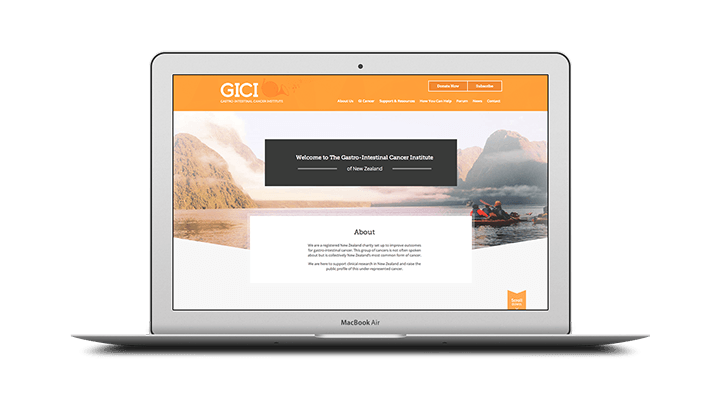 GICI
GASTRO-INTESTINAL CANCER INSTITUTE
Donate Now Subscribe
About Us GI Cancer Support & Resources How You Can Help Forum News Contact
Welcome to The Gastro-Intestinal Cancer Institute
of New Zealand
About
We are a registered New Zealand charity set up to improve outcomes
for gastro-intestinal cancer. This group of cancers is not often spoken
about but is collectively New Zealand's most common form of cancer.
We are here to support clinical research in New Zealand and raise the
public profile of this under-represented cancer.
MacBook Air